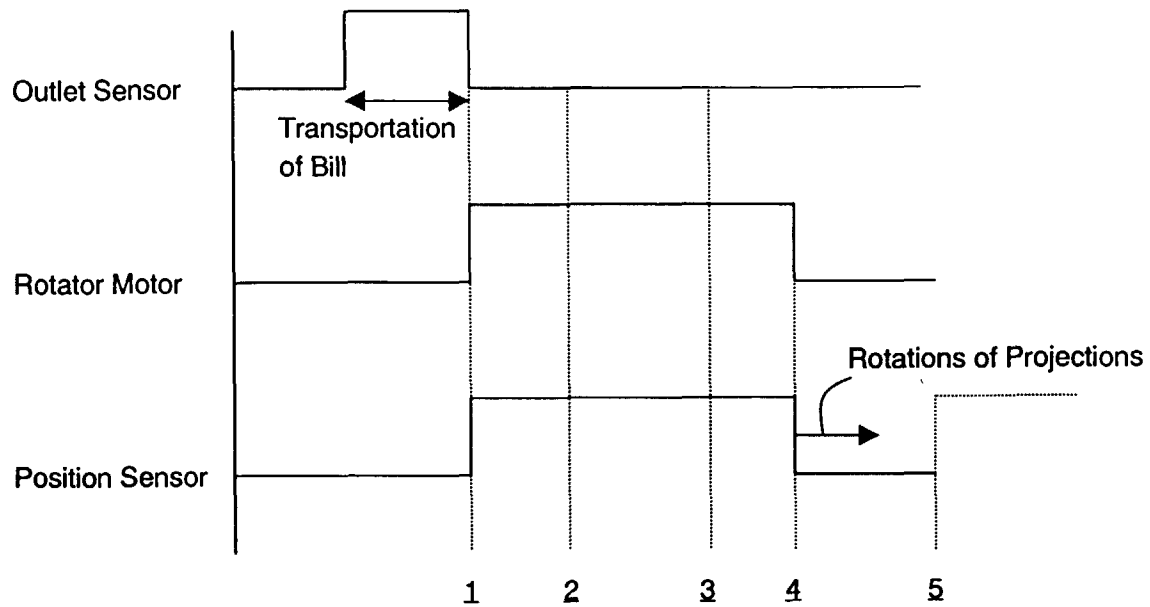 Outlet Sensor
Transportation
of Bill
Rotator Motor
Rotations of Projections
Position Sensor
1 2 3 4 5